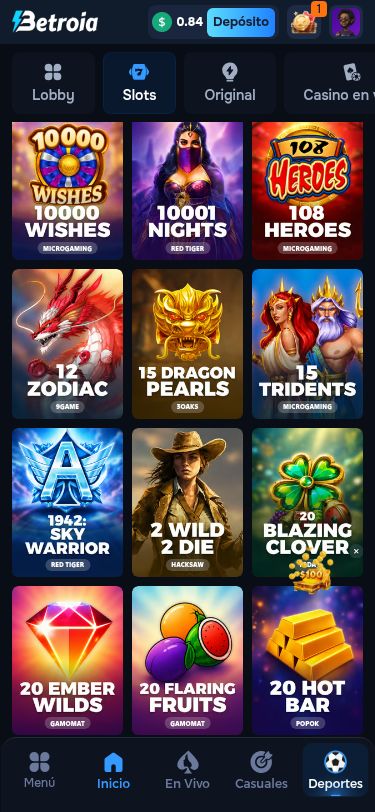 Betroia
$ 0.84 Depósito
1
Lobby
7
Slots
Original
Casino en v
10000
WISHES
10000
WISHES
MICROGAMING
10001
NIGHTS
RED TIGER
108
HEROES
108
HEROES
MICROGAMING
12
ZODIAC
9GAME
15 DRAGON
PEARLS
3OAKS
15
TRIDENTS
MICROGAMING
A
1942:
SKY
WARRIOR
RED TIGER
2 WILD
2 DIE
HACKSAW
20
BLAZING
CLOVER
×
$100
20 EMBER
WILDS
GAMOMAT
20 FLARING
FRUITS
GAMOMAT
20 HOT
BAR
POPOK
Menú
Inicio
En Vivo
Casuales
Deportes